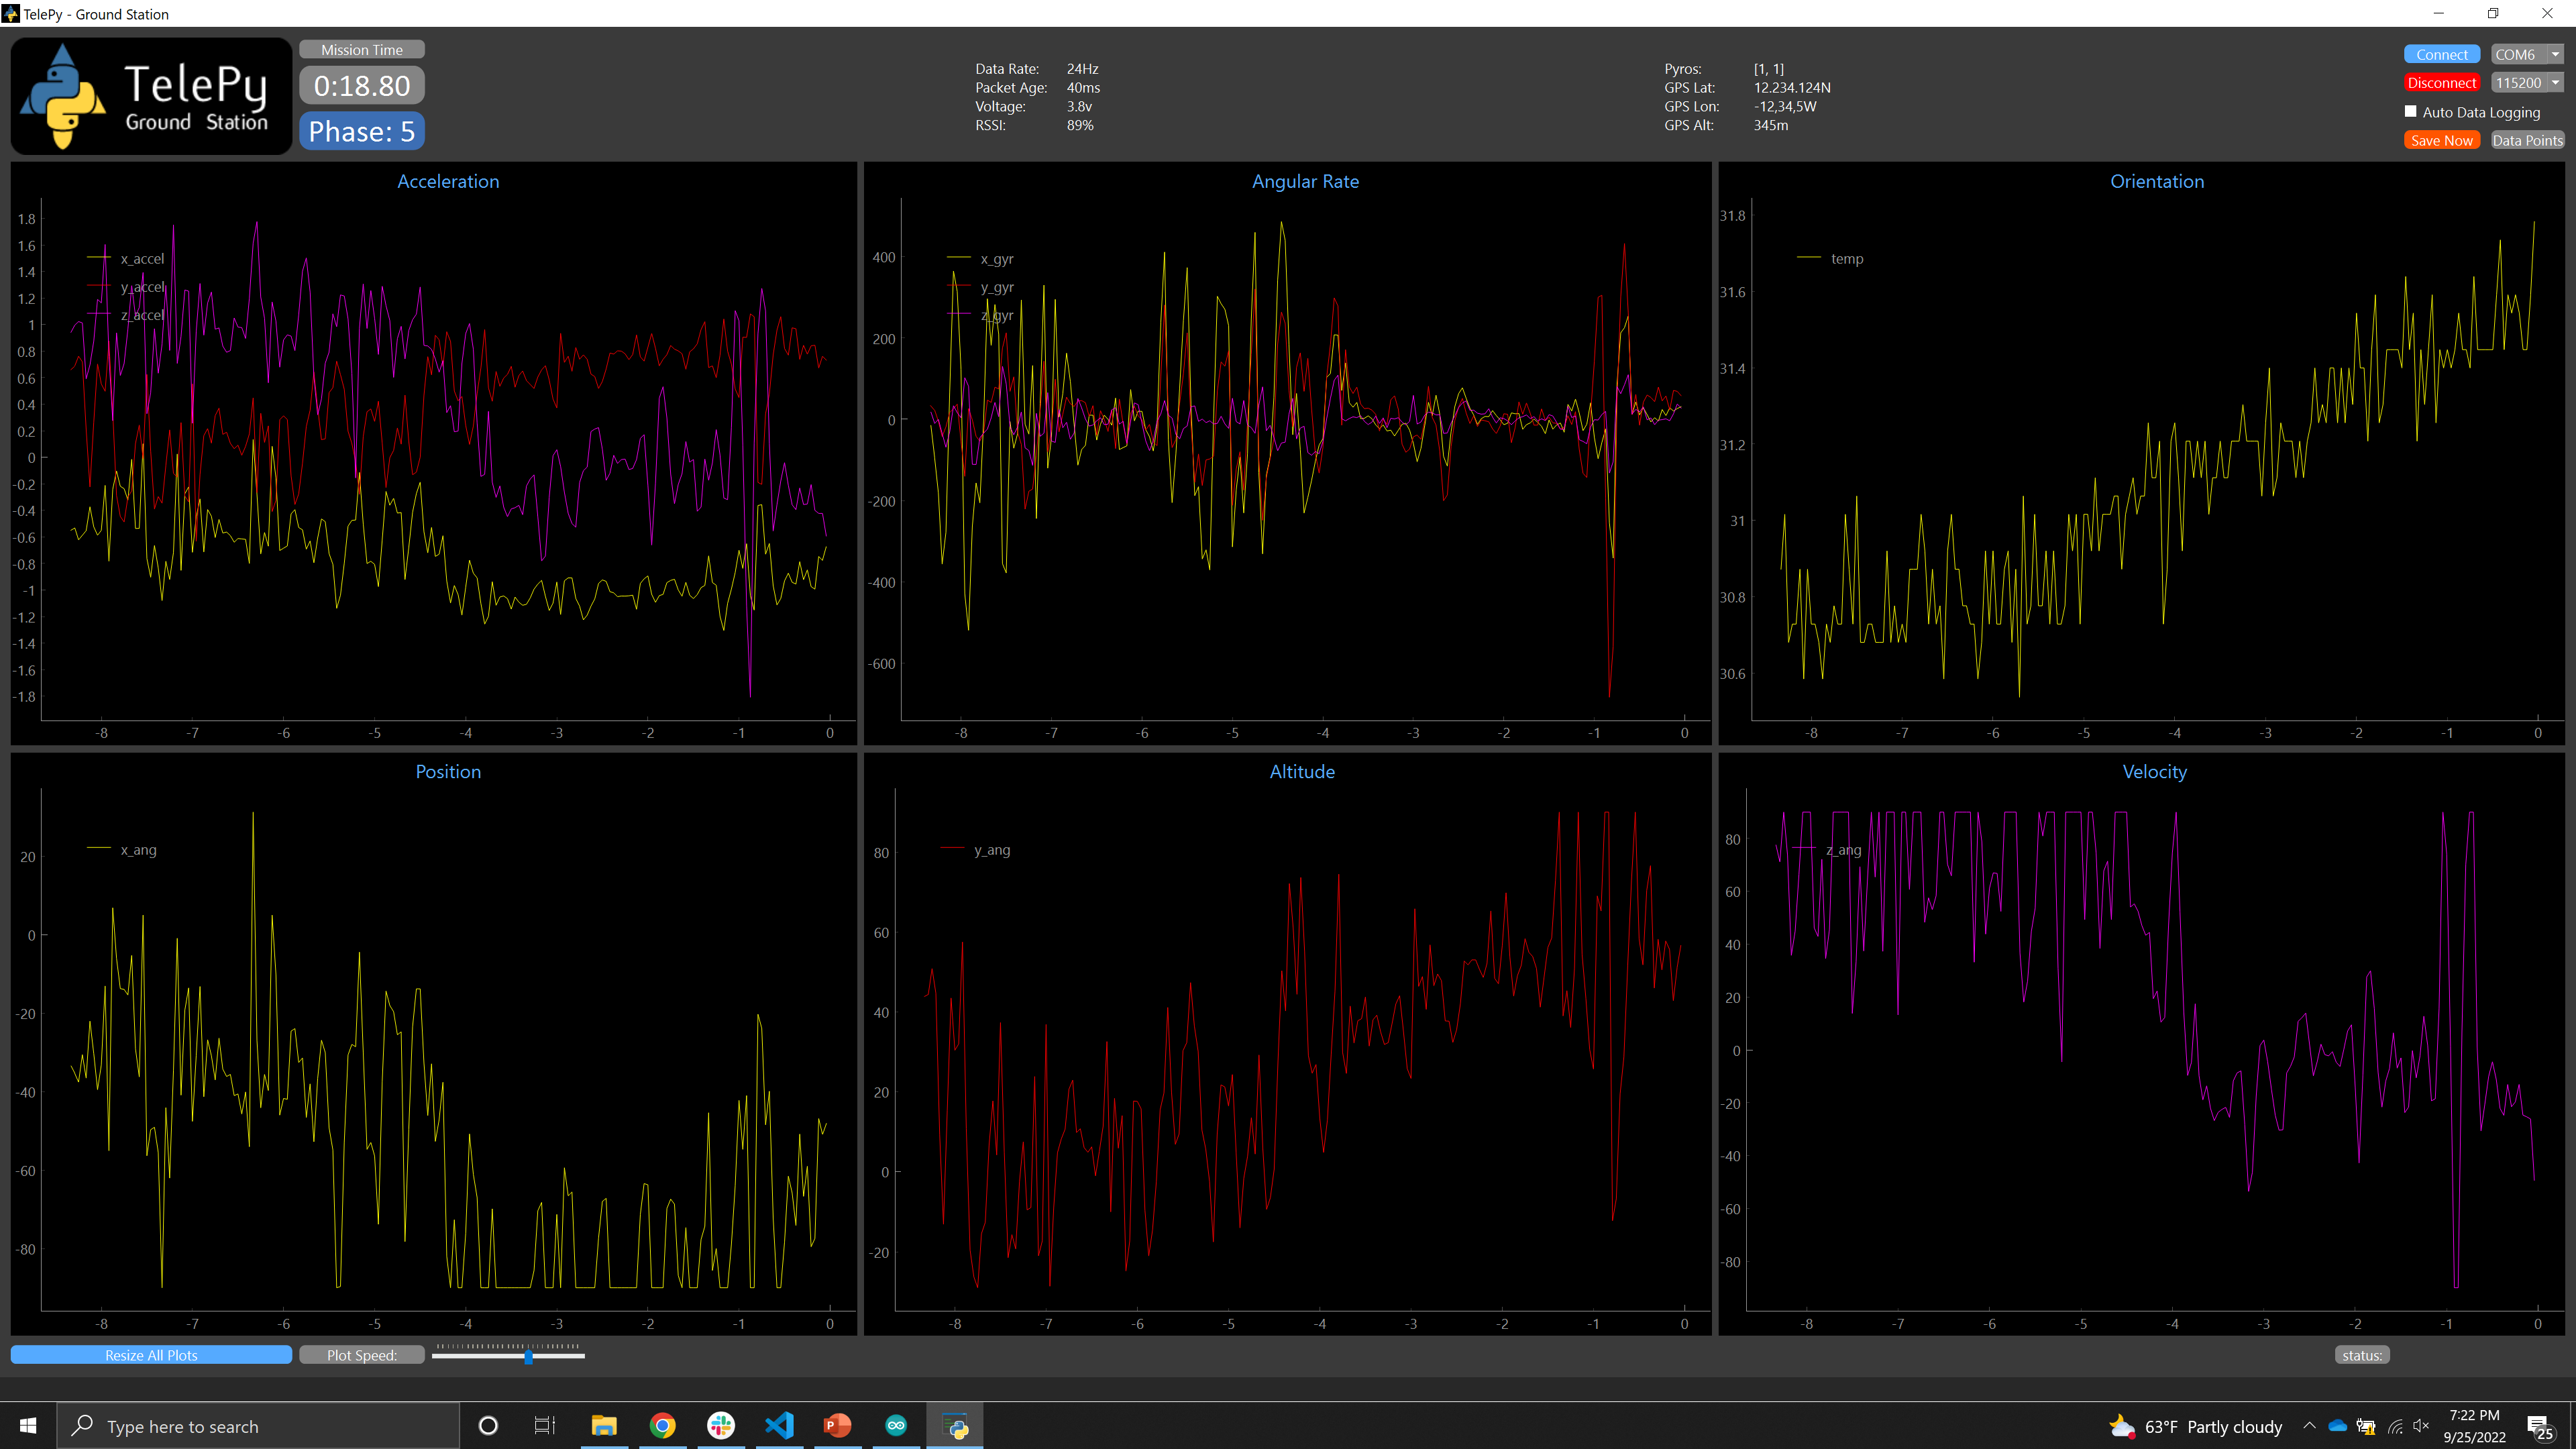 TelePy - Ground Station
TelePy
Ground Station
Mission Time
0:18.80
Phase: 5
Data Rate: 24Hz
Packet Age: 40ms
Voltage: 3.8v
RSSI: 89%
Pyros: [1, 1]
GPS Lat: 12.234.124N
GPS Lon: -12,34,5W
GPS Alt: 345m
Connect COM6
Disconnect 115200
Auto Data Logging
Save Now Data Points
Acceleration
x_accel
y_accel
z_accel
1.8
1.6
1.4
1.2
1
0.8
0.6
0.4
0.2
0
-0.2
-0.4
-0.6
-0.8
-1
-1.2
-1.4
-1.6
-1.8
-8 -7 -6 -5 -4 -3 -2 -1 0
Angular Rate
x_gyr
y_gyr
z_gyr
400
200
0
-200
-400
-600
-8 -7 -6 -5 -4 -3 -2 -1 0
Orientation
temp
31.8
31.6
31.4
31.2
31
30.8
30.6
-8 -7 -6 -5 -4 -3 -2 -1 0
Position
x_ang
20
0
-20
-40
-60
-80
-8 -7 -6 -5 -4 -3 -2 -1 0
Altitude
y_ang
80
60
40
20
0
-20
-8 -7 -6 -5 -4 -3 -2 -1 0
Velocity
z_ang
80
60
40
20
0
-20
-40
-60
-80
-8 -7 -6 -5 -4 -3 -2 -1 0
Resize All Plots Plot Speed: status:
Type here to search
P
63°F Partly cloudy
7:22 PM
9/25/2022
25